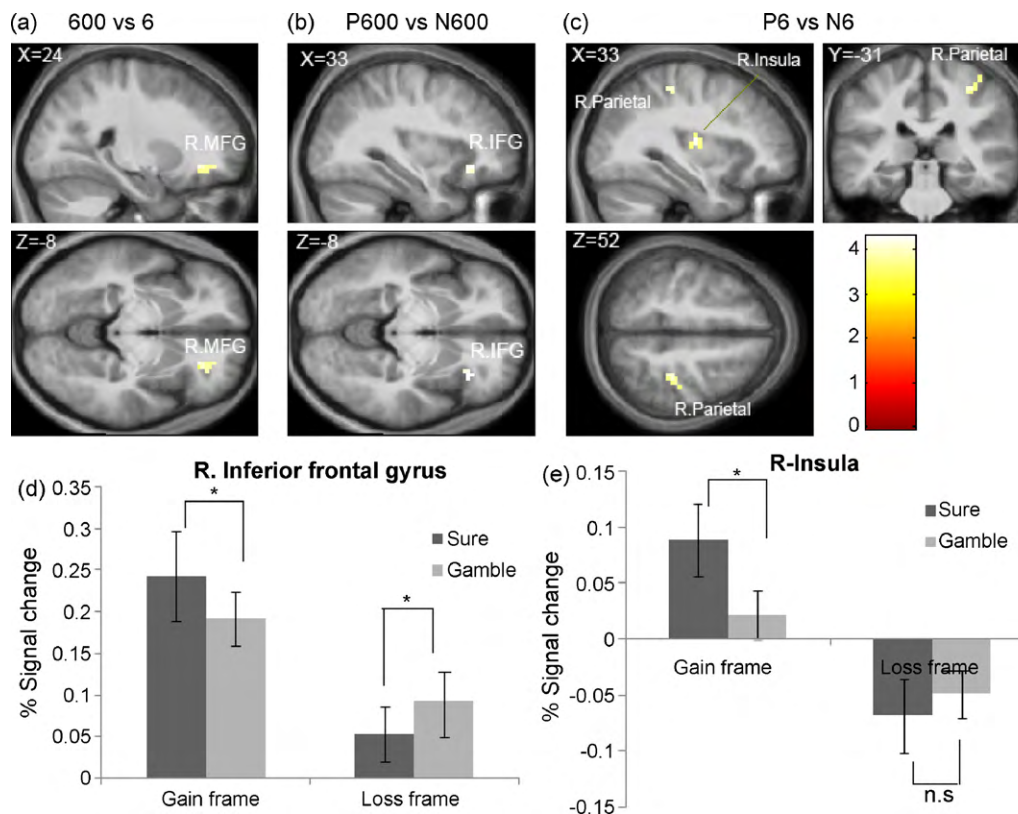 600 vs 6
P600 vs N600
P6 vs N6
(a)
X=24
R.MFG
(b)
X=33
R.IFG
(c)
X=33
R.Insula
R.Parietal
Y=-31
R.Parietal
Z=-8
R.MFG
Z=-8
R.IFG
Z=52
R.Parietal
4
3
2
1
0
(d)
R. Inferior frontal gyrus
% Signal change
0.35
0.3
0.25
0.2
0.15
0.1
0.05
0
*
*
Sure
Gamble
Gain frame
Loss frame
(e)
R-Insula
% Signal change
0.15
0.1
0.05
0
-0.05
-0.1
-0.15
*
Sure
Gamble
Gain frame
Loss frame
n.s